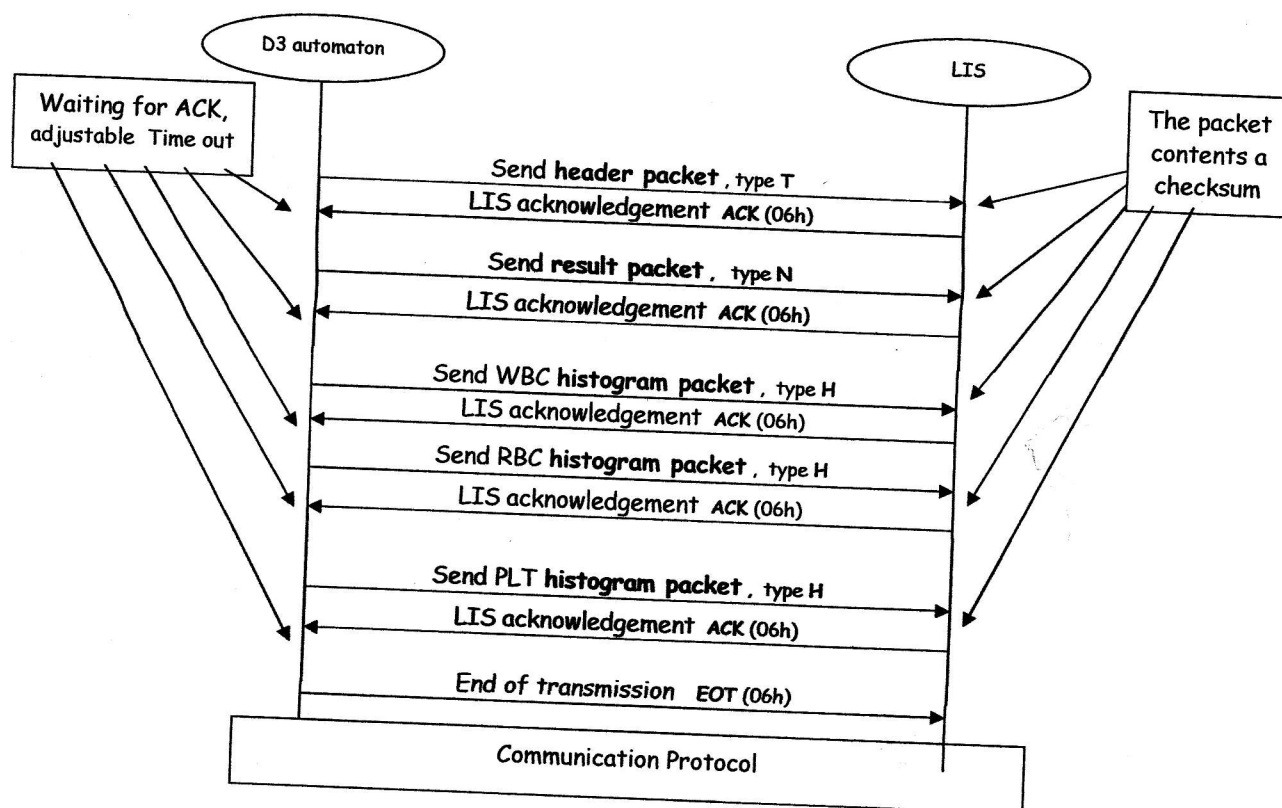 D3 automaton
LIS
Waiting for ACK,
adjustable Time out
The packet
contents a
checksum
Send header packet , type T
LIS acknowledgement ACK (06h)
Send result packet , type N
LIS acknowledgement ACK (06h)
Send WBC histogram packet , type H
LIS acknowledgement ACK (06h)
Send RBC histogram packet , type H
LIS acknowledgement ACK (06h)
Send PLT histogram packet , type H
LIS acknowledgement ACK (06h)
End of transmission EOT (06h)
Communication Protocol